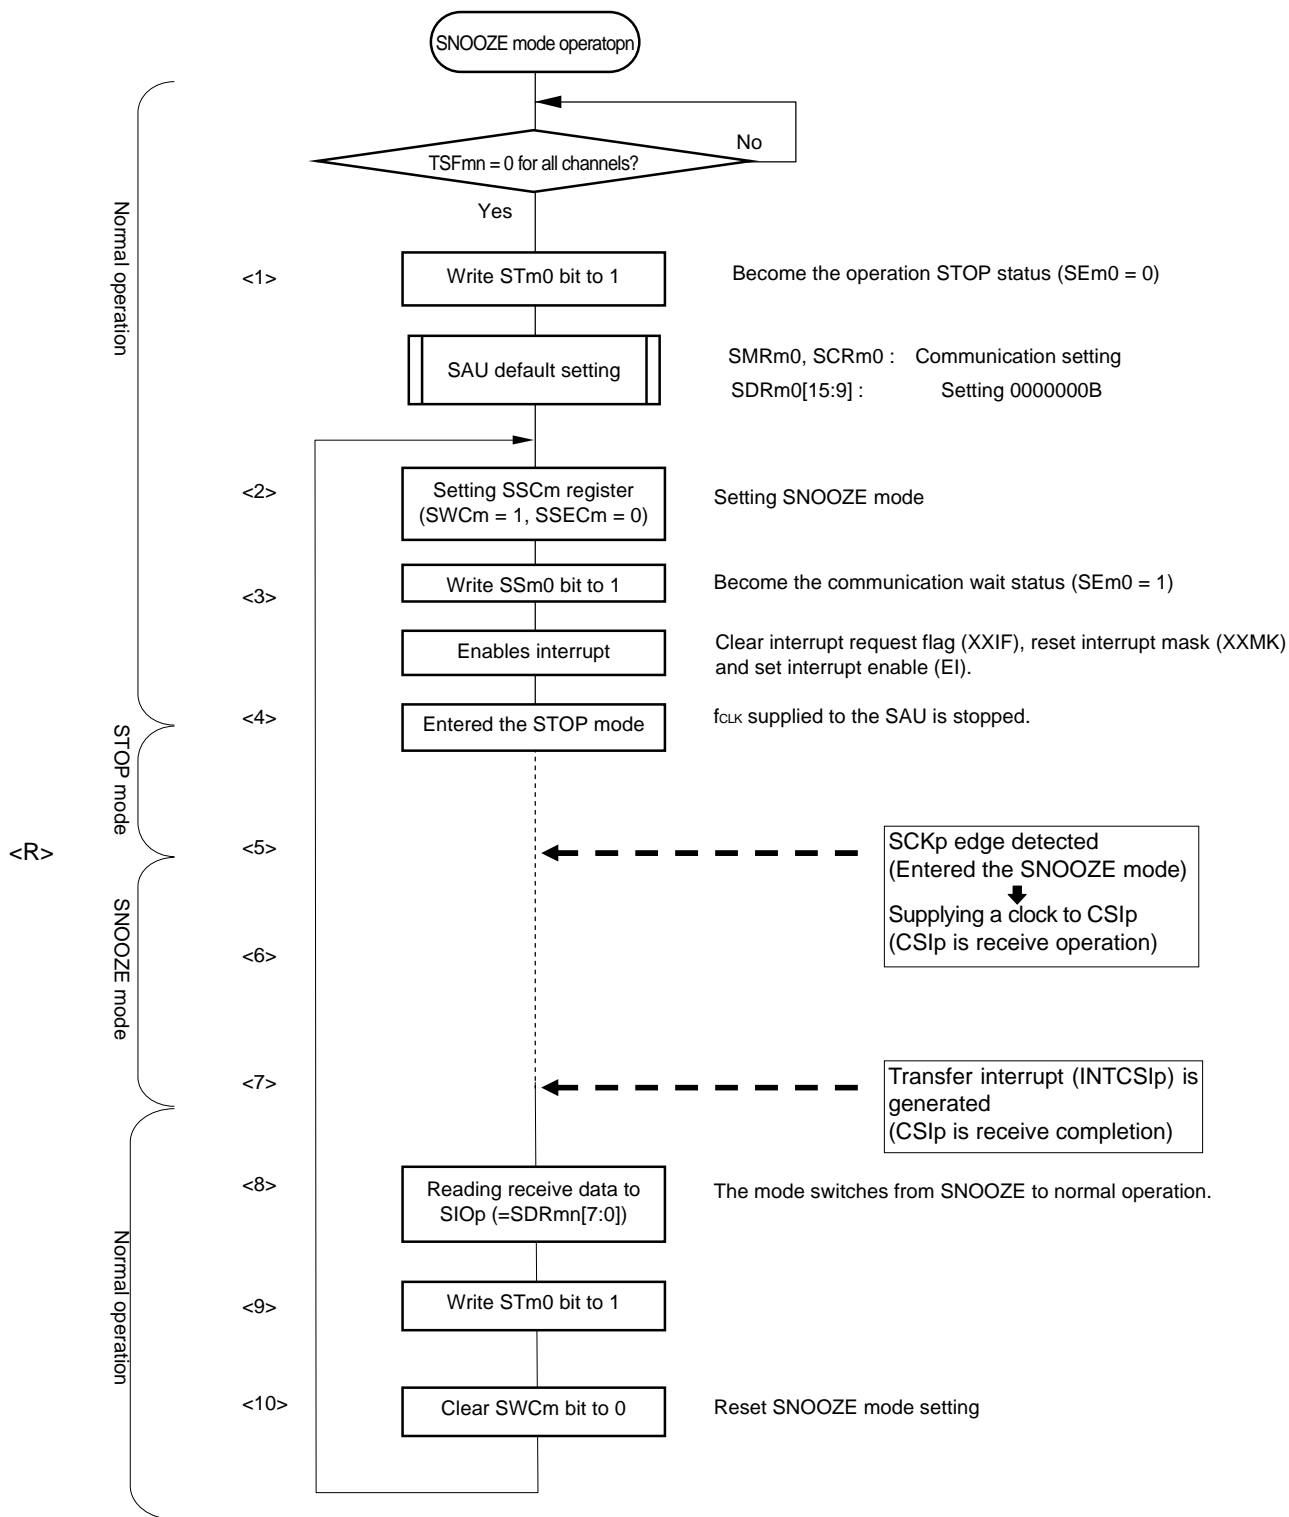 SNOOZE mode operatopn
No
TSFmn = 0 for all channels?
Yes
Normal operation
<1>
Write STm0 bit to 1
Become the operation STOP status (SEm0 = 0)
SAU default setting
SMRm0, SCRm0 : Communication setting
SDRm0[15:9] : Setting 0000000B
<2>
Setting SSCm register
(SWCm = 1, SSECm = 0)
Setting SNOOZE mode
<3>
Write SSm0 bit to 1
Become the communication wait status (SEm0 = 1)
Enables interrupt
Clear interrupt request flag (XXIF), reset interrupt mask (XXMK)
and set interrupt enable (EI).
<4>
Entered the STOP mode
fCLK supplied to the SAU is stopped.
STOP mode
<R>
<5>
SCKp edge detected
(Entered the SNOOZE mode)
Supplying a clock to CSIp
(CSIp is receive operation)
SNOOZE mode
<6>
<7>
Transfer interrupt (INTCSIp) is
generated
(CSIp is receive completion)
<8>
Reading receive data to
SIOp (=SDRmn[7:0])
The mode switches from SNOOZE to normal operation.
Normal operation
<9>
Write STm0 bit to 1
<10>
Clear SWCm bit to 0
Reset SNOOZE mode setting